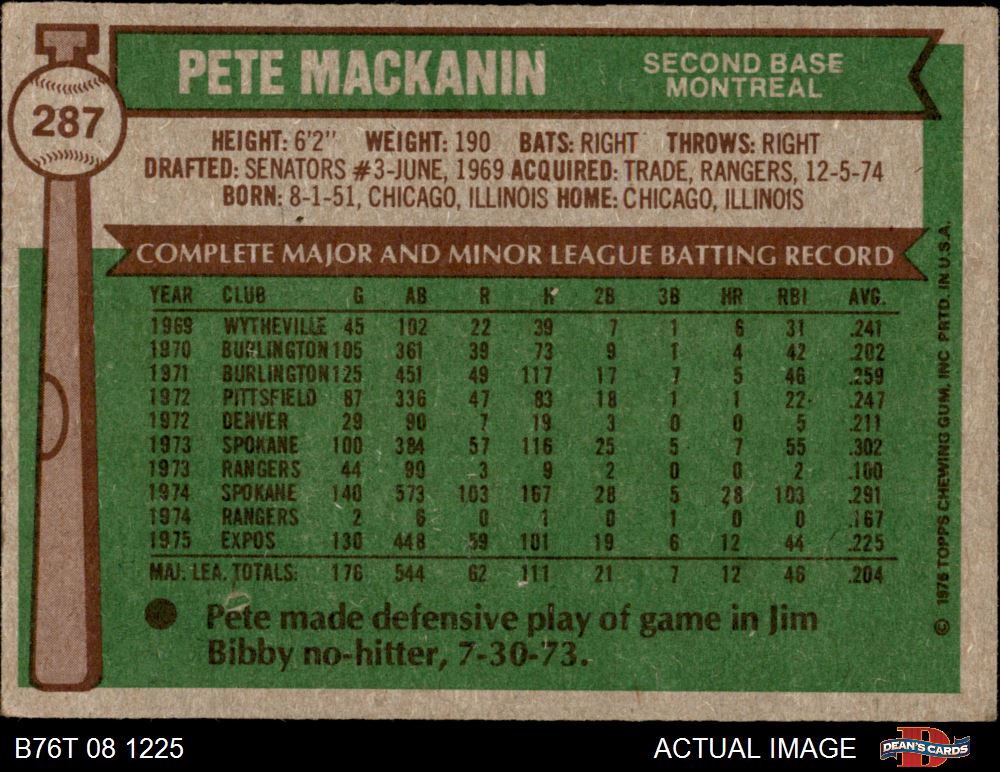 287
PETE MACKANIN
SECOND BASE
MONTREAL
HEIGHT: 6'2" WEIGHT: 190 BATS: RIGHT THROWS: RIGHT
DRAFTED: SENATORS #3-JUNE, 1969 ACQUIRED: TRADE, RANGERS, 12-5-74
BORN: 8-1-51, CHICAGO, ILLINOIS HOME: CHICAGO, ILLINOIS
COMPLETE MAJOR AND MINOR LEAGUE BATTING RECORD
YEAR CLUB G AB R H 2B 3B HR RBI AVG.
1969 WYTHEVILLE 45 162 22 39 7 1 6 31 .241
1970 BURLINGTON 105 361 39 73 9 1 4 42 .202
1971 BURLINGTON 125 451 49 117 17 7 5 46 .259
1972 PITTSFIELD 87 336 47 83 18 1 1 22 .247
1972 DENVER 29 90 7 19 3 0 0 5 .211
1973 SPOKANE 100 384 57 116 25 5 7 55 .302
1973 RANGERS 44 90 3 9 2 0 0 2 .100
1974 SPOKANE 140 573 103 167 28 5 28 103 .291
1974 RANGERS 2 6 0 1 0 1 0 0 .167
1975 EXPOS 130 448 59 101 19 6 12 44 .225
MAJ. LEA. TOTALS: 176 544 62 111 21 7 12 46 .204
Pete made defensive play of game in Jim
Bibby no-hitter, 7-30-73.
© 1976 TOPPS CHEWING GUM, INC PRTD. IN U.S.A.
B76T 08 1225
ACTUAL IMAGE
DEAN'S CARDS